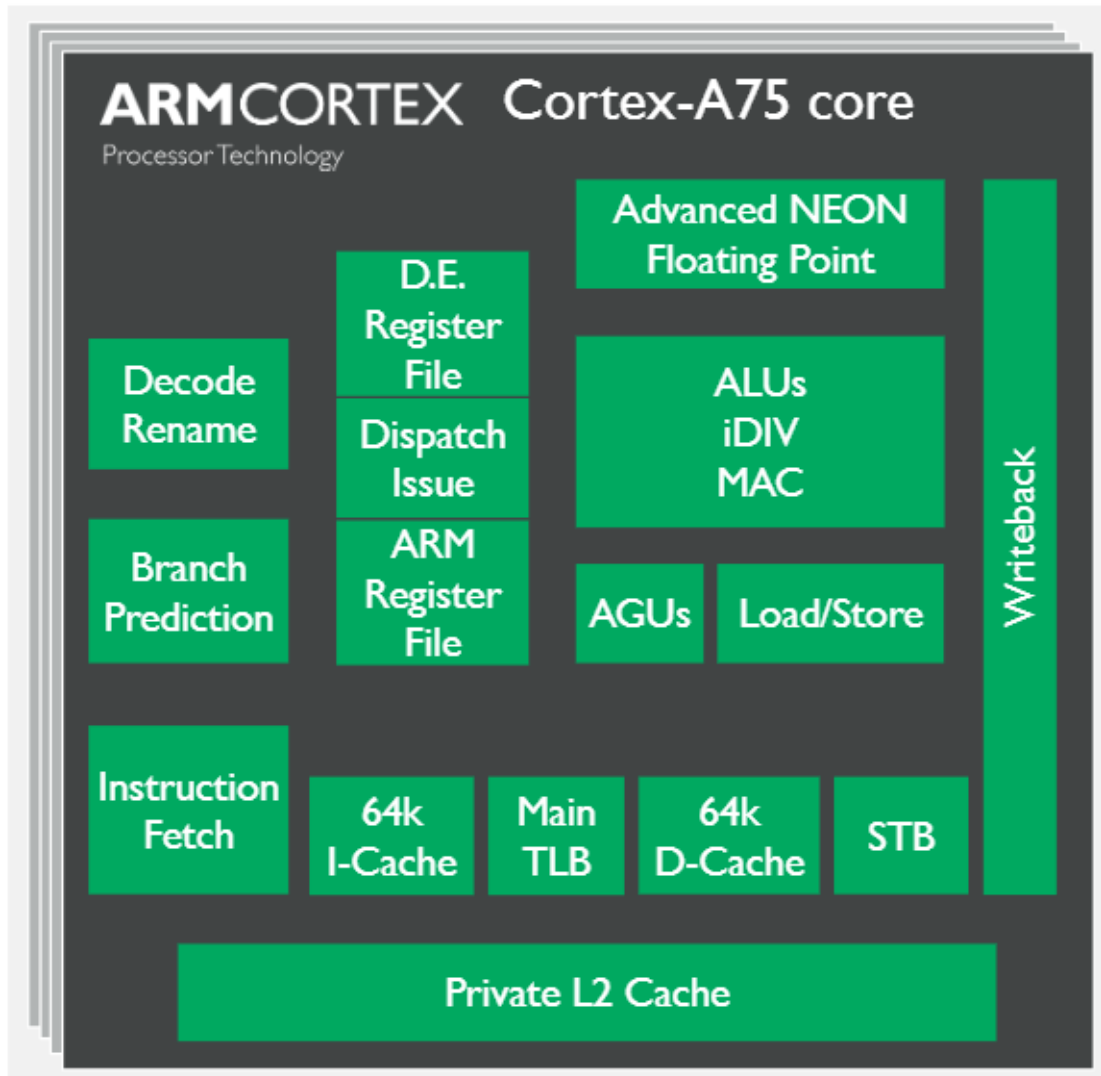 ARMCORTEX Cortex-A75 core
Processor Technology
Advanced NEON
Floating Point
D.E.
Register
File
Decode
Rename
Dispatch
Issue
ALUs
iDIV
MAC
Writeback
Branch
Prediction
ARM
Register
File
AGUs
Load/Store
Instruction
Fetch
64k
I-Cache
Main
TLB
64k
D-Cache
STB
Private L2 Cache